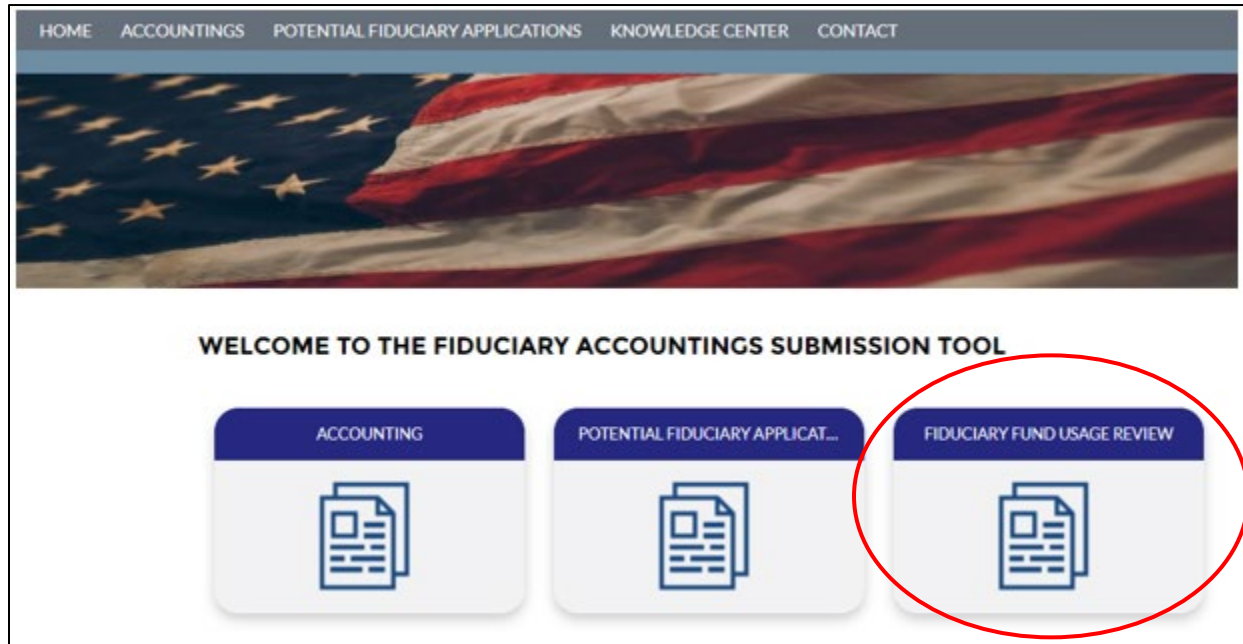 HOME ACCOUNTINGS POTENTIAL FIDUCIARY APPLICATIONS KNOWLEDGE CENTER CONTACT
WELCOME TO THE FIDUCIARY ACCOUNTINGS SUBMISSION TOOL
ACCOUNTING POTENTIAL FIDUCIARY APPLICAT... FIDUCIARY FUND USAGE REVIEW